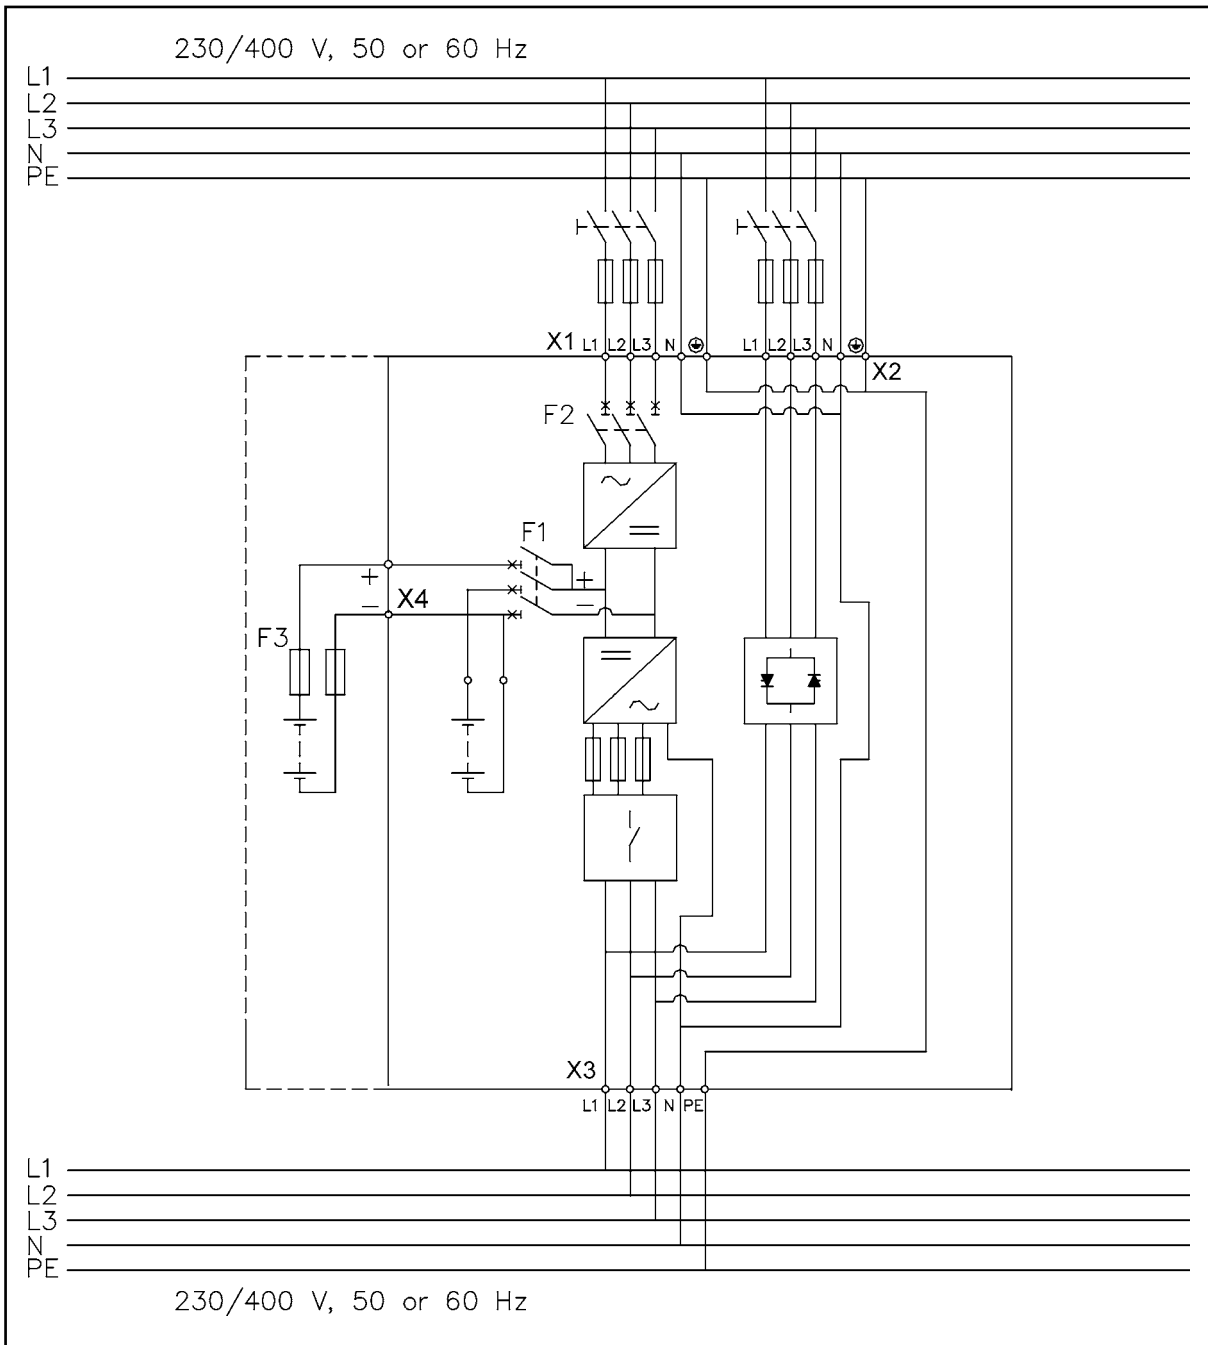 230/400 V, 50 or 60 Hz
L1
L2
L3
N
PE
X1 L1 L2 L3 N L1 L2 L3 N
X2
F2
F1
+
+
−
−
X4
F3
X3
L1 L2 L3 N PE
L1
L2
L3
N
PE
230/400 V, 50 or 60 Hz